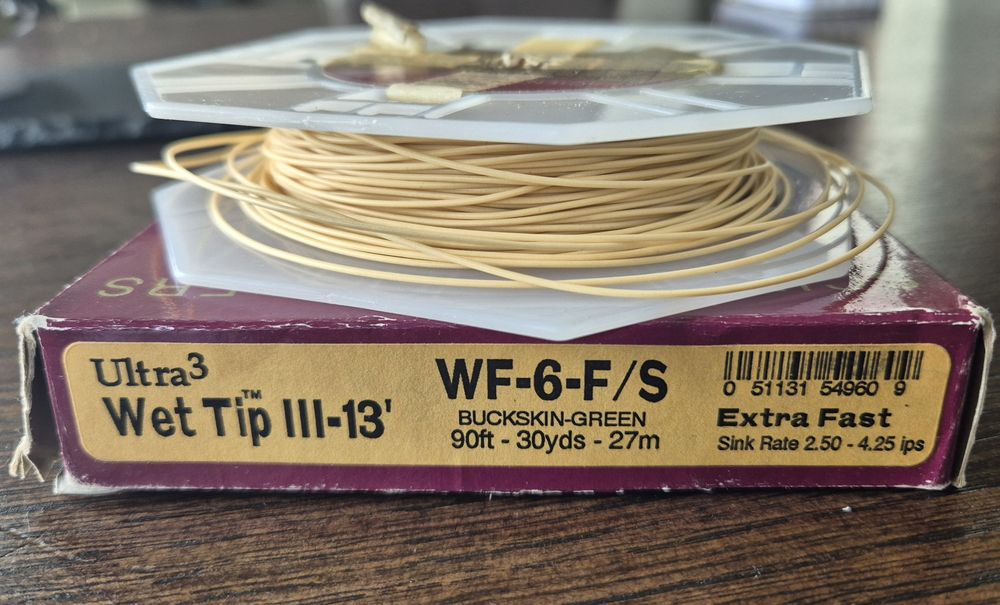 Ultra3
Wet Tip™ III-13'
WF-6-F/S
BUCKSKIN-GREEN
90ft - 30yds - 27m
0 51131 54960 9
Extra Fast
Sink Rate 2.50 - 4.25 ips